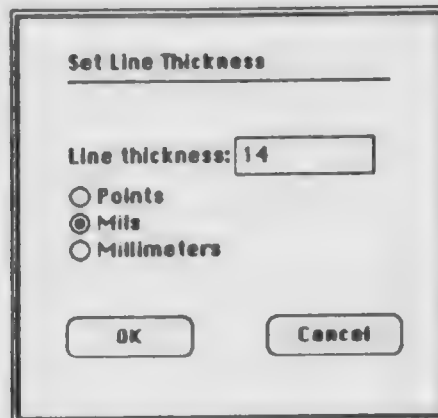 Set Line Thickness
Line thickness: 14
Points
Mils
Millimeters
OK
Cancel